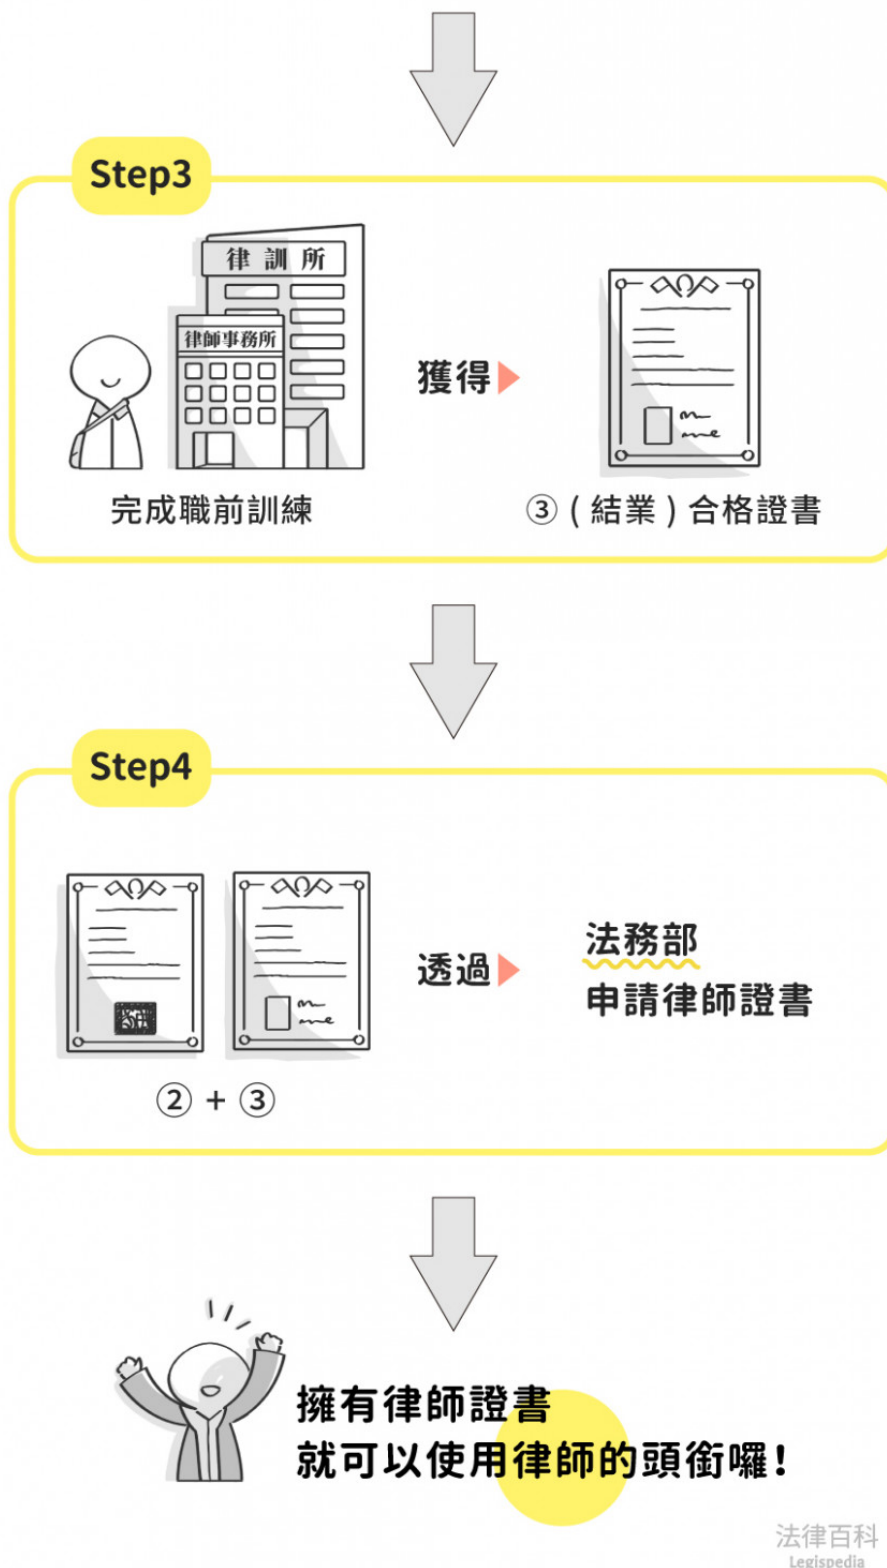 Step3
律訓所
律師事務所
獲得
完成職前訓練
③(結業)合格證書
Step4
透過
法務部
申請律師證書
② + ③
擁有律師證書
就可以使用律師的頭銜囉!
法律百科
Legispedia